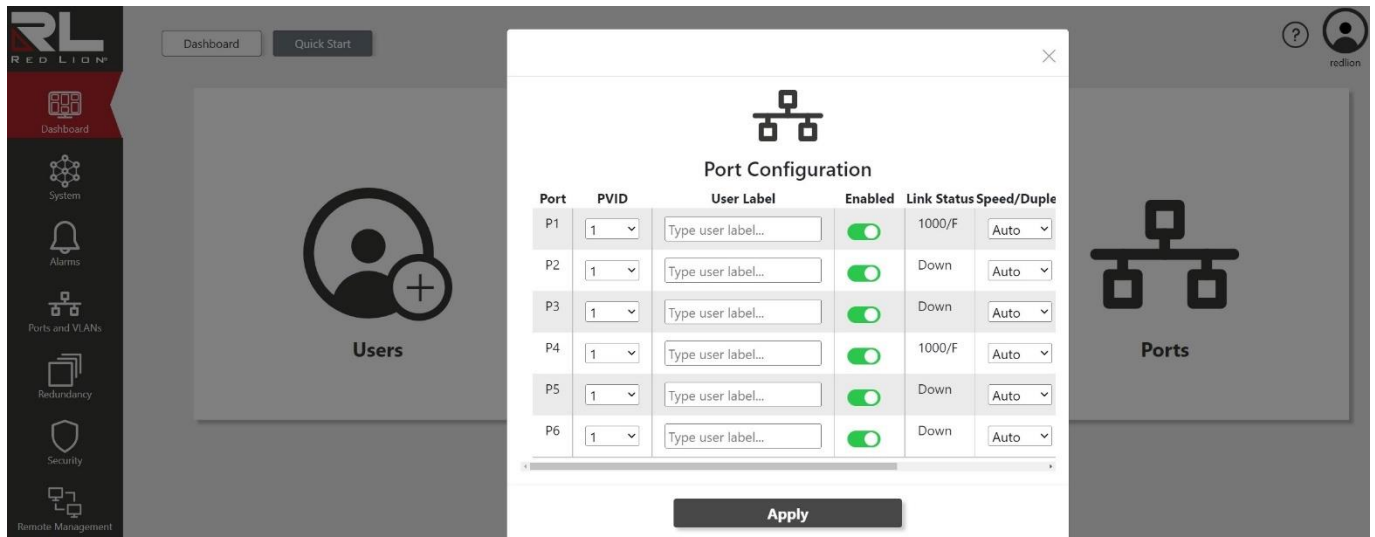 RED LION®
Dashboard
Quick Start
?
redlion
Dashboard
System
Alarms
Ports and VLANs
Redundancy
Security
Remote Management
Users
Port Configuration
Port PVID User Label Enabled Link Status Speed/Duple
P1 1 Type user label... 1000/F Auto
P2 1 Type user label... Down Auto
P3 1 Type user label... Down Auto
P4 1 Type user label... 1000/F Auto
P5 1 Type user label... Down Auto
P6 1 Type user label... Down Auto
Apply
Ports